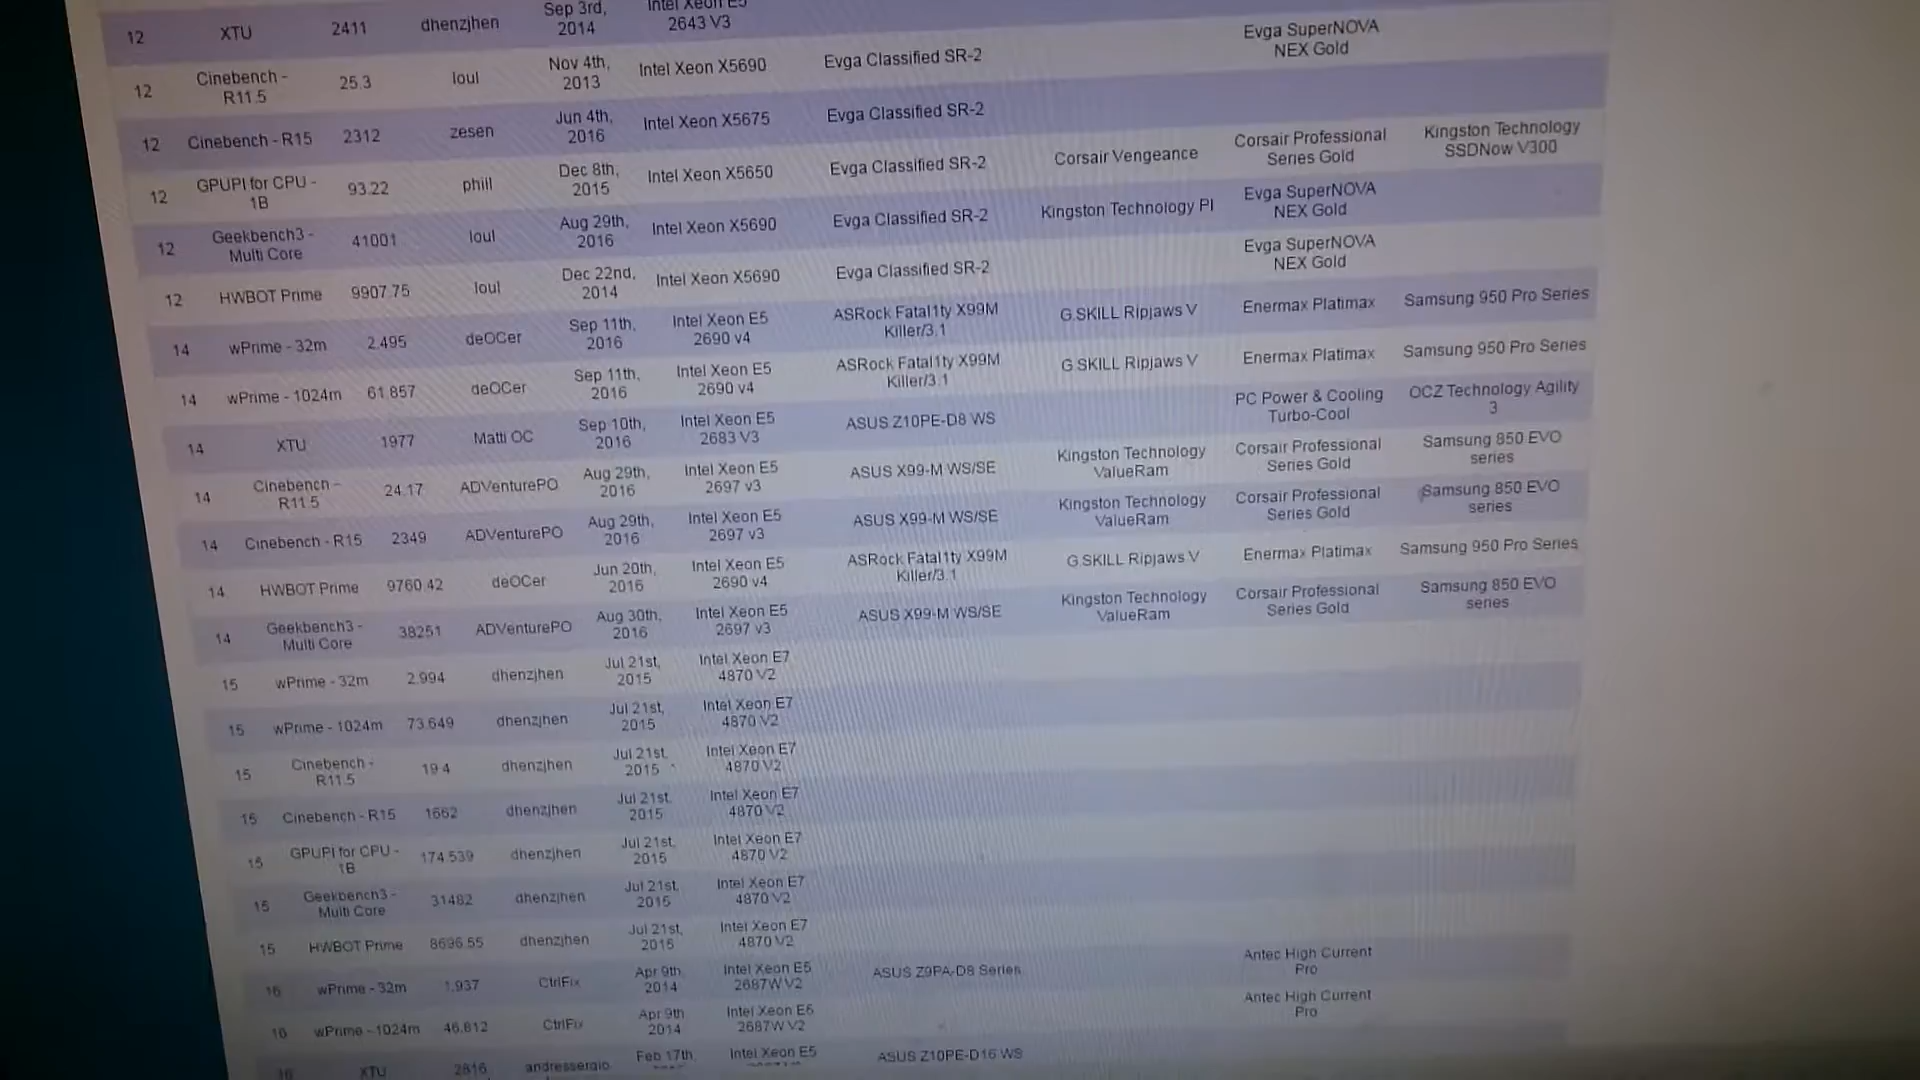 12 XTU 2411 dhenzjhen Sep 3rd, 2014 Intel Xeon E5 2643 V3
12 Cinebench - R11.5 25.3 loul Nov 4th, 2013 Intel Xeon X5690 Evga Classified SR-2 Evga SuperNOVA NEX Gold
12 Cinebench - R15 2312 zesen Jun 4th, 2016 Intel Xeon X5675 Evga Classified SR-2
12 GPUPI for CPU - 1B 93.22 phill Dec 8th, 2015 Intel Xeon X5650 Evga Classified SR-2 Corsair Vengeance Corsair Professional Series Gold Kingston Technology SSDNow V300
12 Geekbench3 - Multi Core 41001 loul Aug 29th, 2016 Intel Xeon X5690 Evga Classified SR-2 Kingston Technology PI Evga SuperNOVA NEX Gold
12 HWBOT Prime 9907.75 loul Dec 22nd, 2014 Intel Xeon X5690 Evga Classified SR-2 Evga SuperNOVA NEX Gold
14 wPrime - 32m 2.495 deOCer Sep 11th, 2016 Intel Xeon E5 2690 v4 ASRock Fatal1ty X99M Killer/3.1 G.SKILL Ripjaws V Enermax Platimax Samsung 950 Pro Series
14 wPrime - 1024m 61.857 deOCer Sep 11th, 2016 Intel Xeon E5 2690 v4 ASRock Fatal1ty X99M Killer/3.1 G.SKILL Ripjaws V Enermax Platimax Samsung 950 Pro Series
14 XTU 1977 Matti OC Sep 10th, 2016 Intel Xeon E5 2683 V3 ASUS Z10PE-D8 WS PC Power & Cooling Turbo-Cool OCZ Technology Agility 3
14 Cinebench - R11.5 24.17 ADVenturePO Aug 29th, 2016 Intel Xeon E5 2697 v3 ASUS X99-M WS/SE Kingston Technology ValueRam Corsair Professional Series Gold Samsung 850 EVO series
14 Cinebench - R15 2349 ADVenturePO Aug 29th, 2016 Intel Xeon E5 2697 v3 ASUS X99-M WS/SE Kingston Technology ValueRam Corsair Professional Series Gold Samsung 850 EVO series
14 HWBOT Prime 9760.42 deOCer Jun 20th, 2016 Intel Xeon E5 2690 v4 ASRock Fatal1ty X99M Killer/3.1 G.SKILL Ripjaws V Enermax Platimax Samsung 950 Pro Series
14 Geekbench3 - Multi Core 38251 ADVenturePO Aug 30th, 2016 Intel Xeon E5 2697 v3 ASUS X99-M WS/SE Kingston Technology ValueRam Corsair Professional Series Gold Samsung 850 EVO series
15 wPrime - 32m 2.994 dhenzjhen Jul 21st, 2015 Intel Xeon E7 4870 V2
15 wPrime - 1024m 73.649 dhenzjhen Jul 21st, 2015 Intel Xeon E7 4870 V2
15 Cinebench - R11.5 19.4 dhenzjhen Jul 21st, 2015 Intel Xeon E7 4870 V2
15 Cinebench - R15 1662 dhenzjhen Jul 21st, 2015 Intel Xeon E7 4870 V2
15 GPUPI for CPU - 1B 174.539 dhenzjhen Jul 21st, 2015 Intel Xeon E7 4870 V2
15 Geekbench3 - Multi Core 31482 dhenzjhen Jul 21st, 2015 Intel Xeon E7 4870 V2
15 HWBOT Prime 8696.55 dhenzjhen Jul 21st, 2015 Intel Xeon E7 4870 V2
16 wPrime - 32m 1.937 CtrlFix Apr 9th, 2014 Intel Xeon E5 2687W V2 ASUS Z9PA-D8 Series Antec High Current Pro
16 wPrime - 1024m 46.812 CtrlFix Apr 9th, 2014 Intel Xeon E5 2687W V2 Antec High Current Pro
16 XTU 2816 andressergio Feb 17th, Intel Xeon E5 ASUS Z10PE-D16 WS